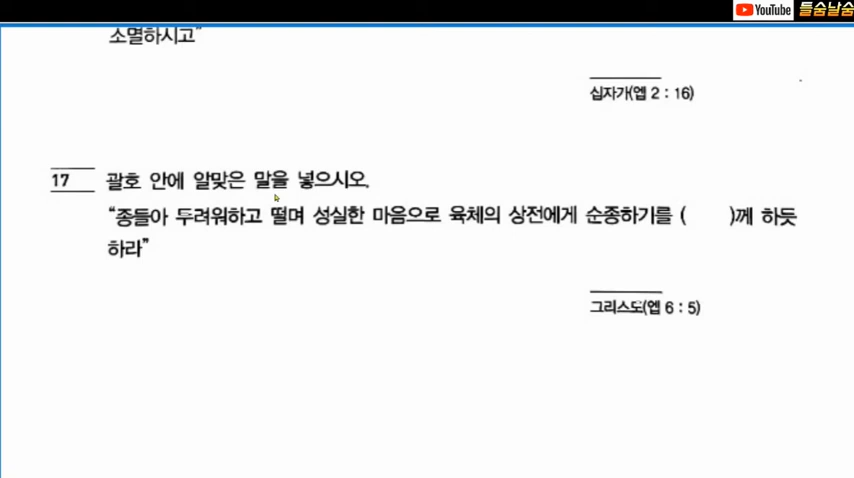 YouTube 들숨날숨
소멸하시고”
십자가(엡 2 : 16)
17 괄호 안에 알맞은 말을 넣으시오.
“종들아 두려워하고 떨며 성실한 마음으로 육체의 상전에게 순종하기를 ( )께 하듯
하라”
그리스도(엡 6 : 5)